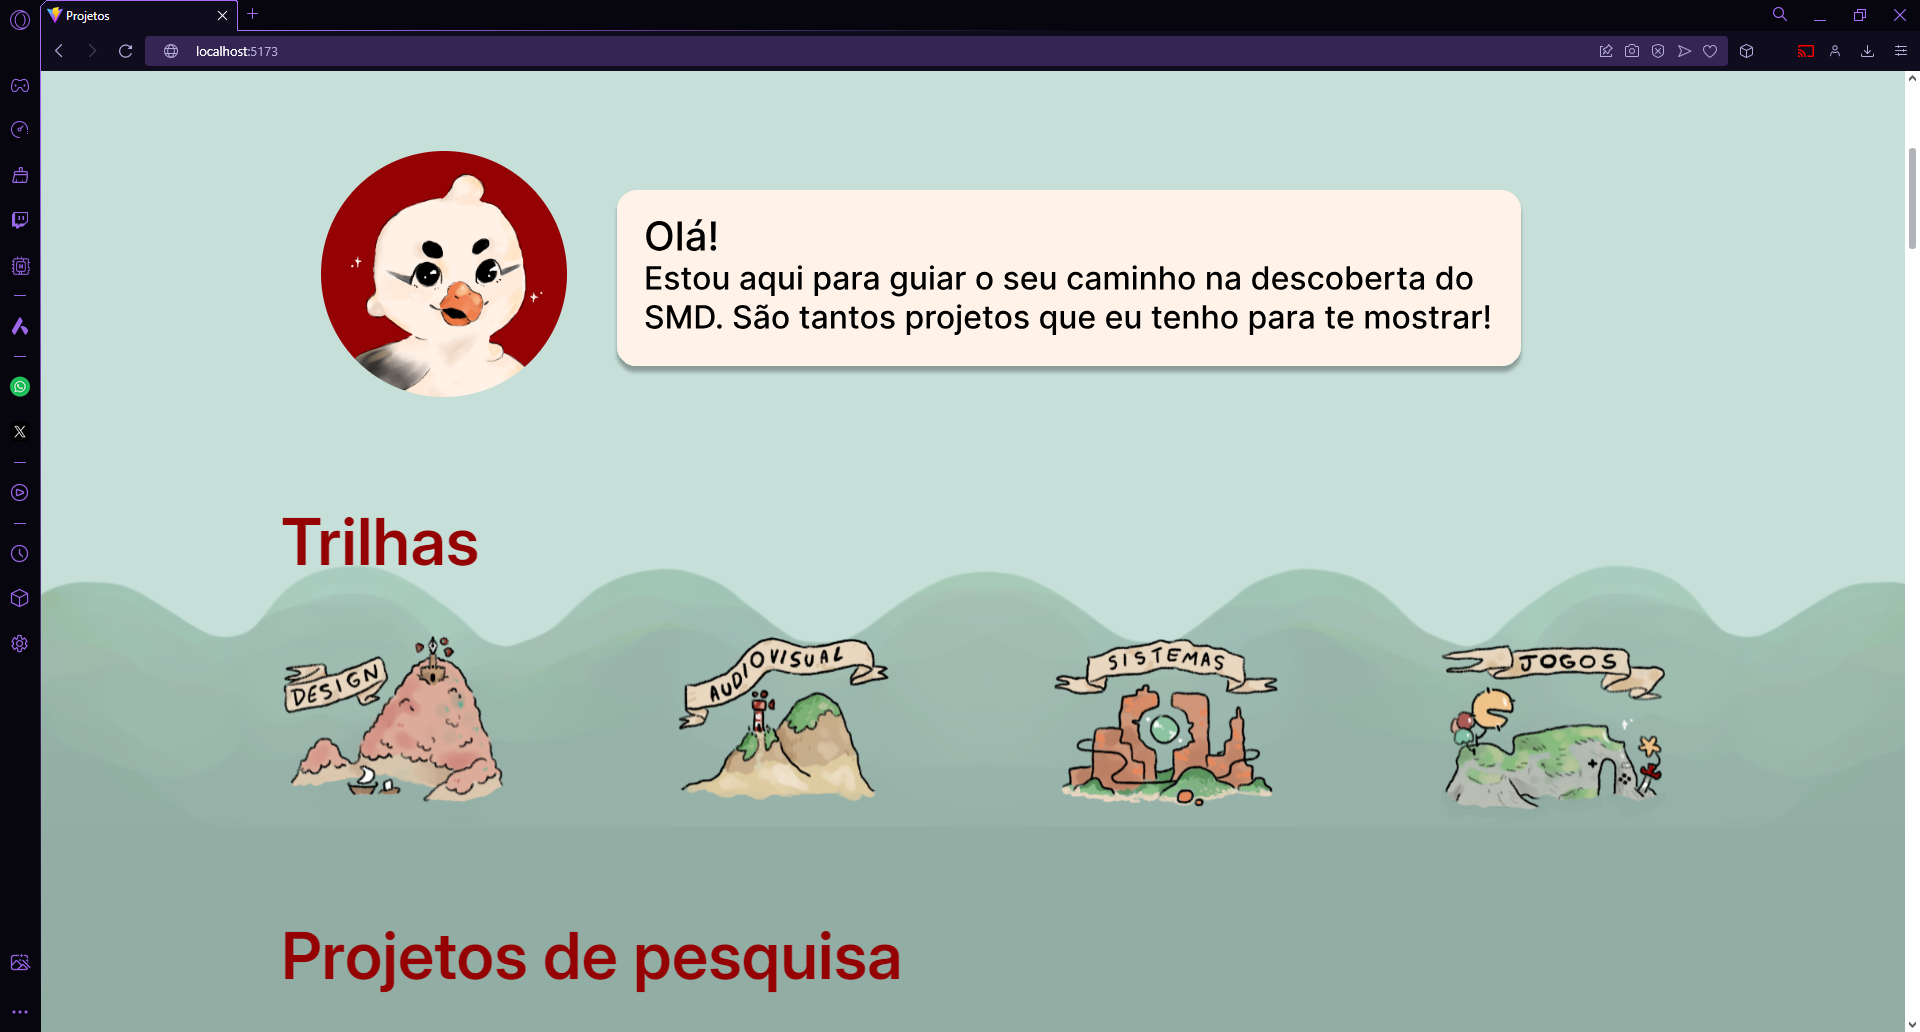 Projetos
localhost:5173
Olá!
Estou aqui para guiar o seu caminho na descoberta do
SMD. São tantos projetos que eu tenho para te mostrar!
Trilhas
DESIGN
AUDIOVISUAL
SISTEMAS
JOGOS
Projetos de pesquisa